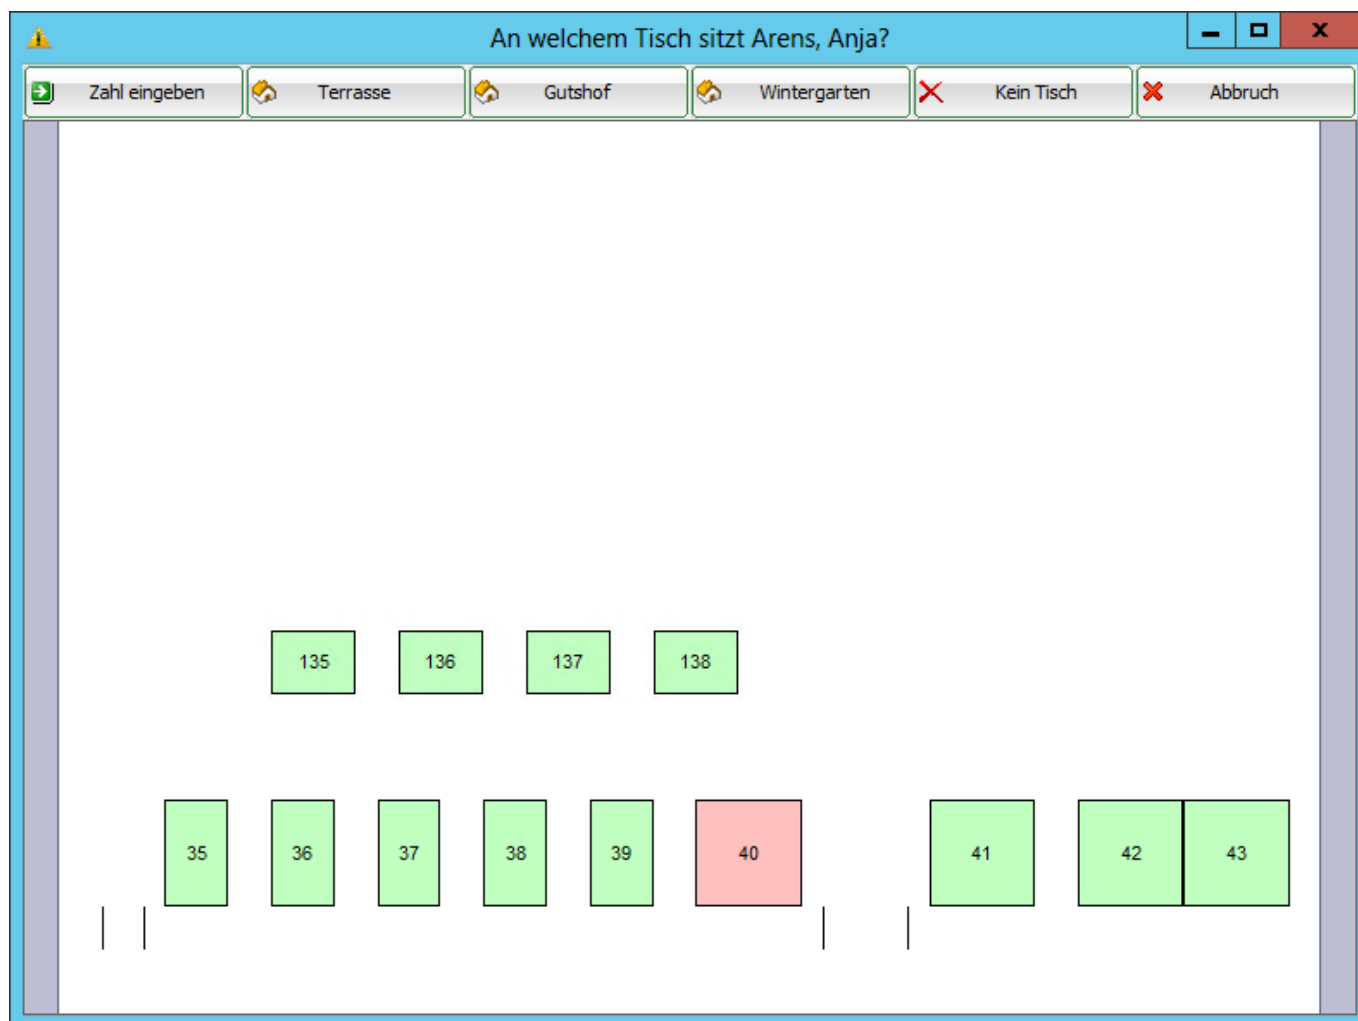 An welchem Tisch sitzt Arens, Anja?
Zahl eingeben Terrasse Gutshof Wintergarten Kein Tisch Abbruch
135 136 137 138
35 36 37 38 39 40 41 42 43